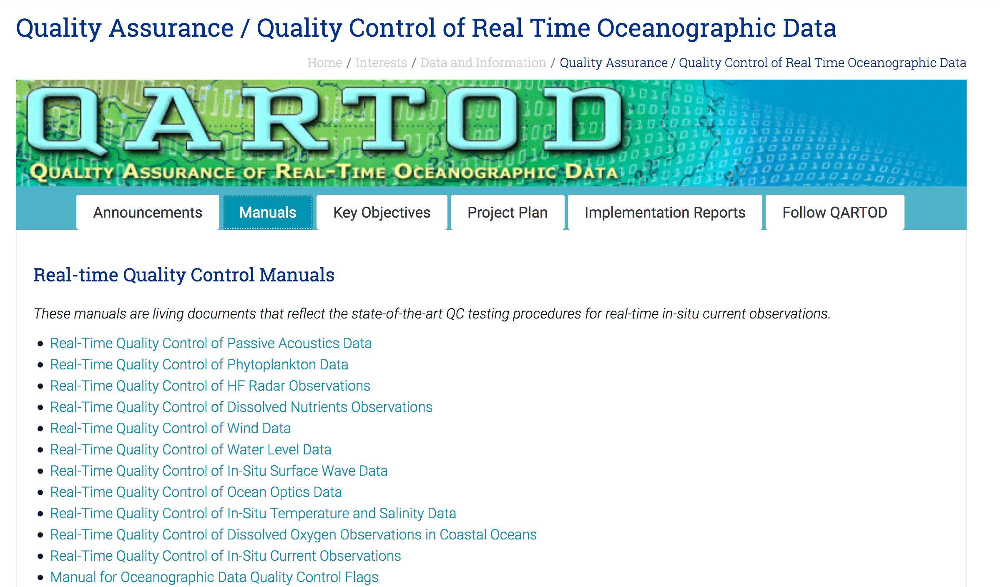 Quality Assurance / Quality Control of Real Time Oceanographic Data
Home / Interests / Data and Information / Quality Assurance / Quality Control of Real Time Oceanographic Data
QARTOD
Quality Assurance of Real-Time Oceanographic Data
Announcements Manuals Key Objectives Project Plan Implementation Reports Follow QARTOD
Real-time Quality Control Manuals
These manuals are living documents that reflect the state-of-the-art QC testing procedures for real-time in-situ current observations.
• Real-Time Quality Control of Passive Acoustics Data
• Real-Time Quality Control of Phytoplankton Data
• Real-Time Quality Control of HF Radar Observations
• Real-Time Quality Control of Dissolved Nutrients Observations
• Real-Time Quality Control of Wind Data
• Real-Time Quality Control of Water Level Data
• Real-Time Quality Control of In-Situ Surface Wave Data
• Real-Time Quality Control of Ocean Optics Data
• Real-Time Quality Control of In-Situ Temperature and Salinity Data
• Real-Time Quality Control of Dissolved Oxygen Observations in Coastal Oceans
• Real-Time Quality Control of In-Situ Current Observations
• Manual for Oceanographic Data Quality Control Flags